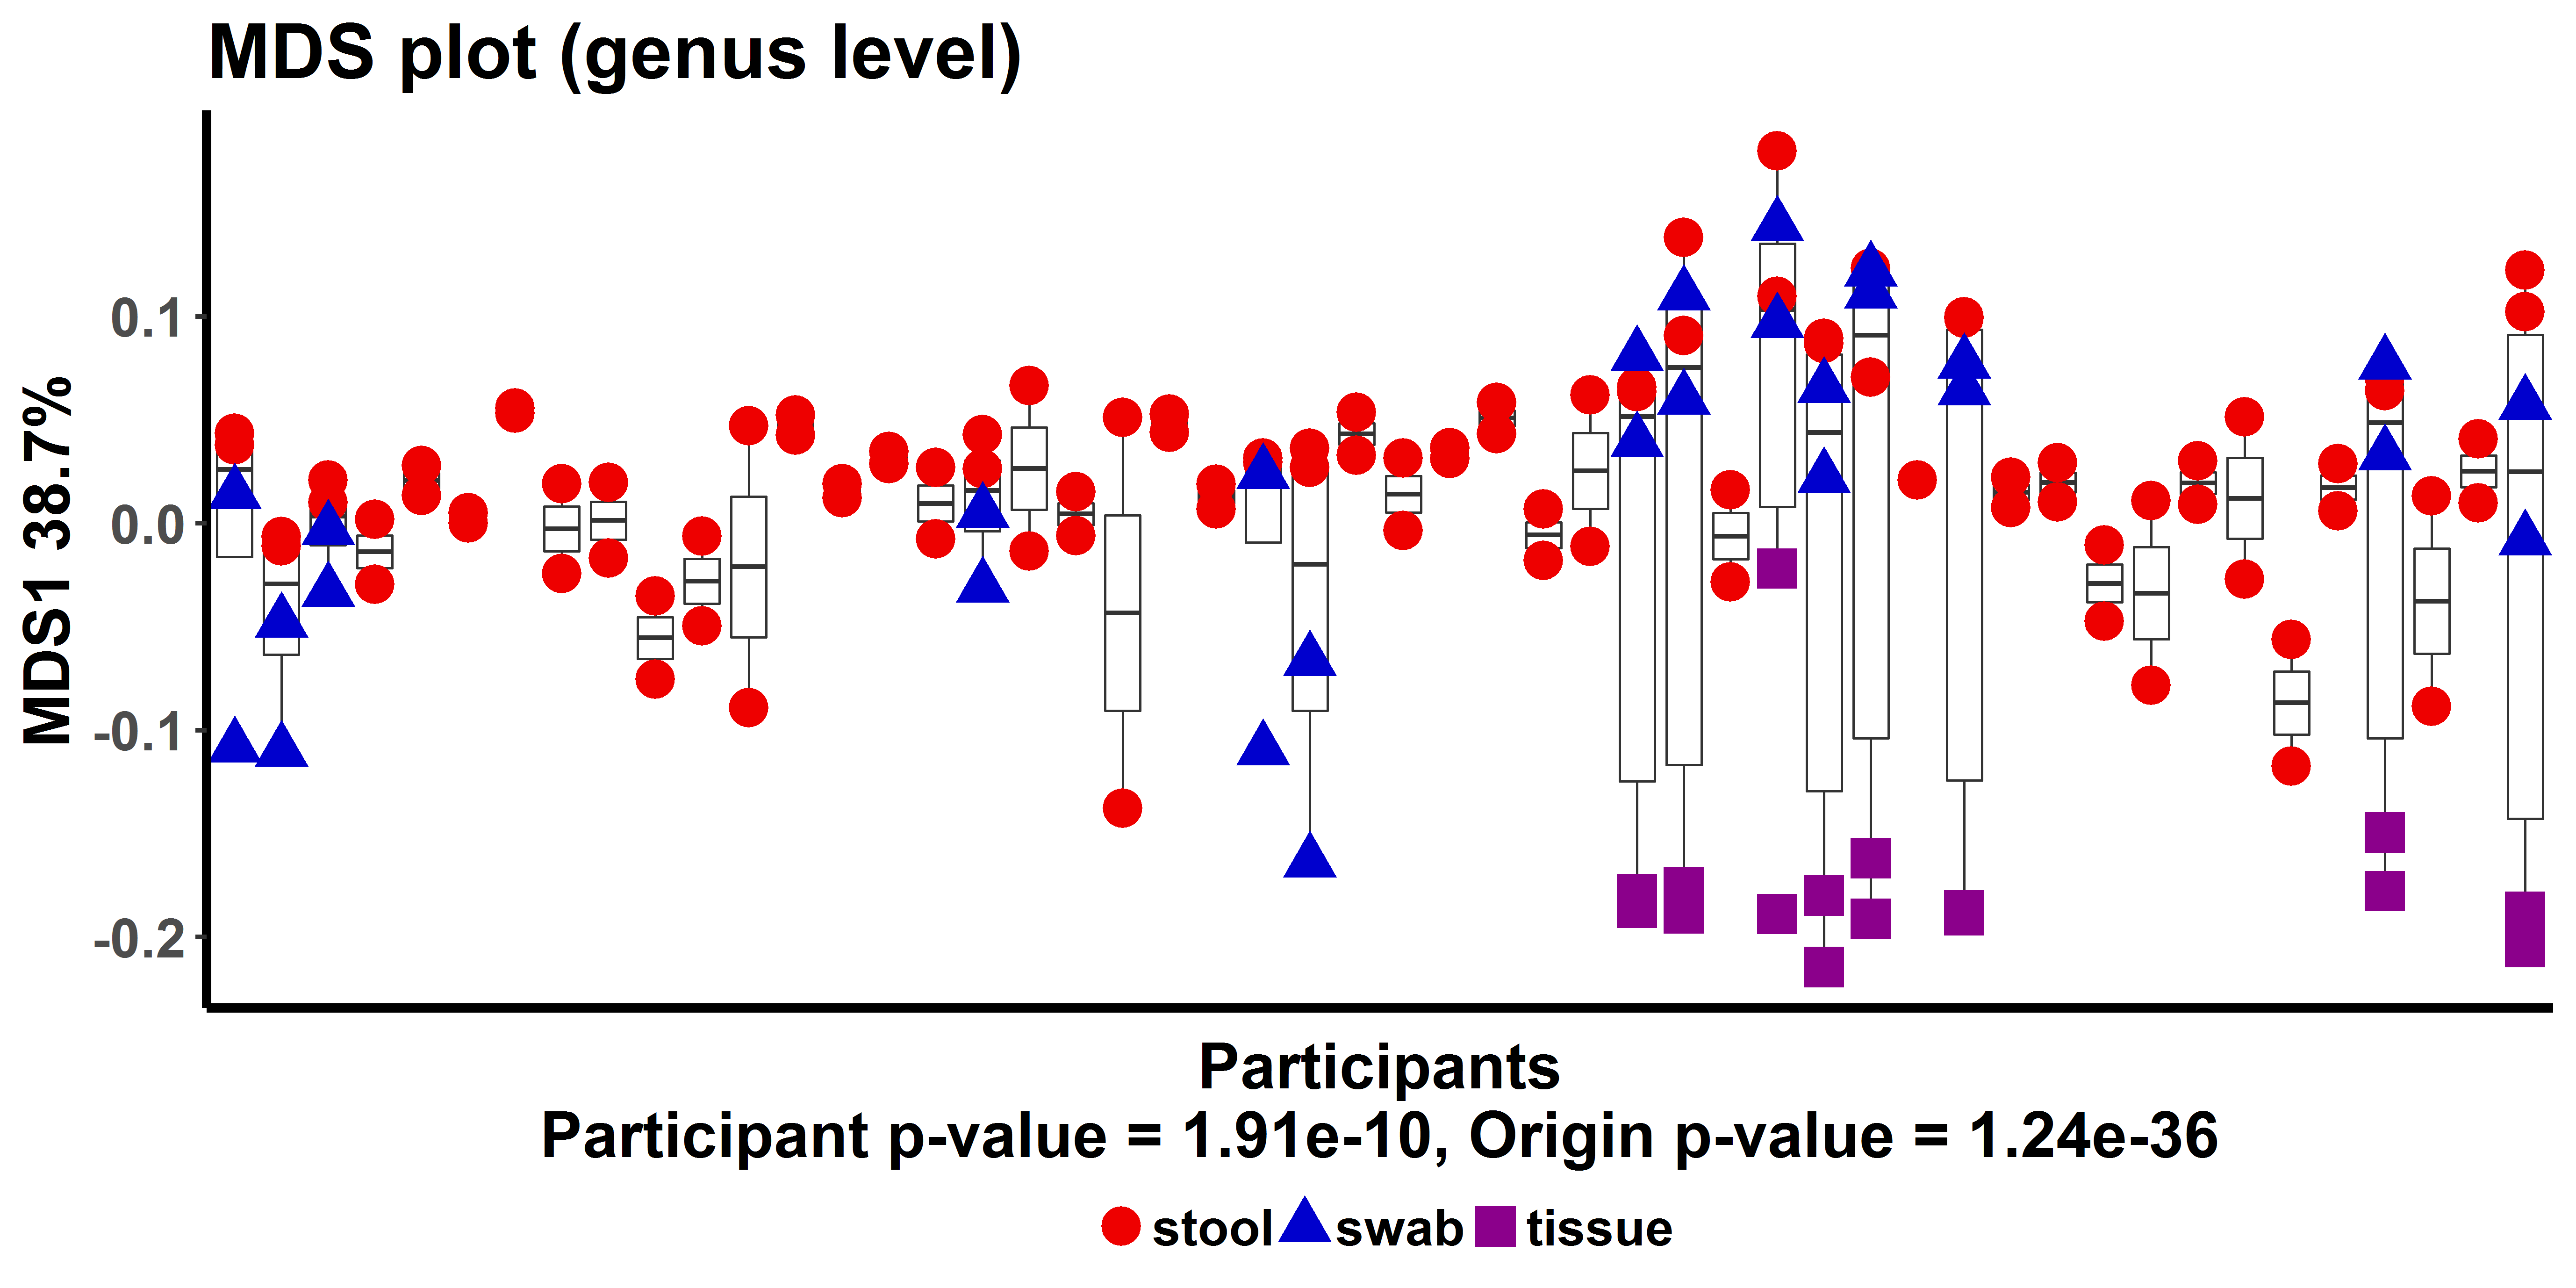 MDS plot (genus level)
MDS1 38.7%
0.1
0.0
-0.1
-0.2
Participants
Participant p-value = 1.91e-10, Origin p-value = 1.24e-36
stool swab tissue